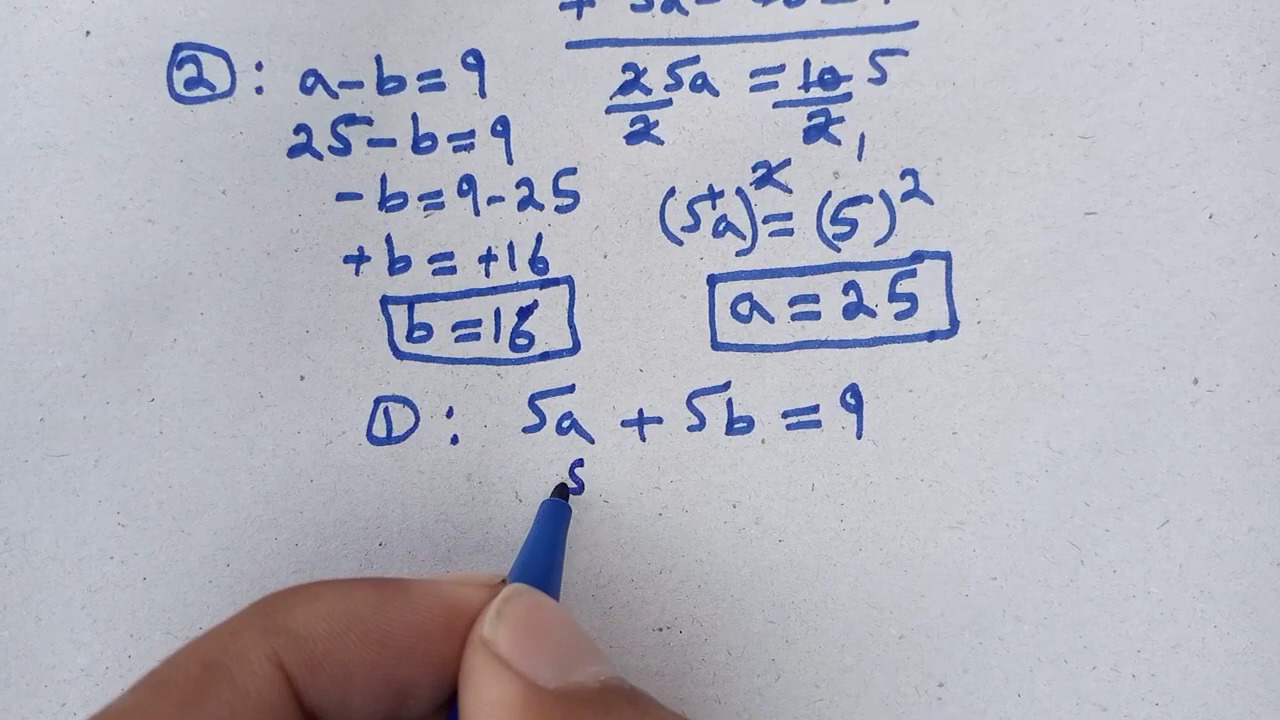 ②: a-b=9
25-b=9
-b=9-25
+b=+16
b=16
2√a/2 = 10/2 5
1
(√a)² = (5)²
a=25
①: √a + √b = 9